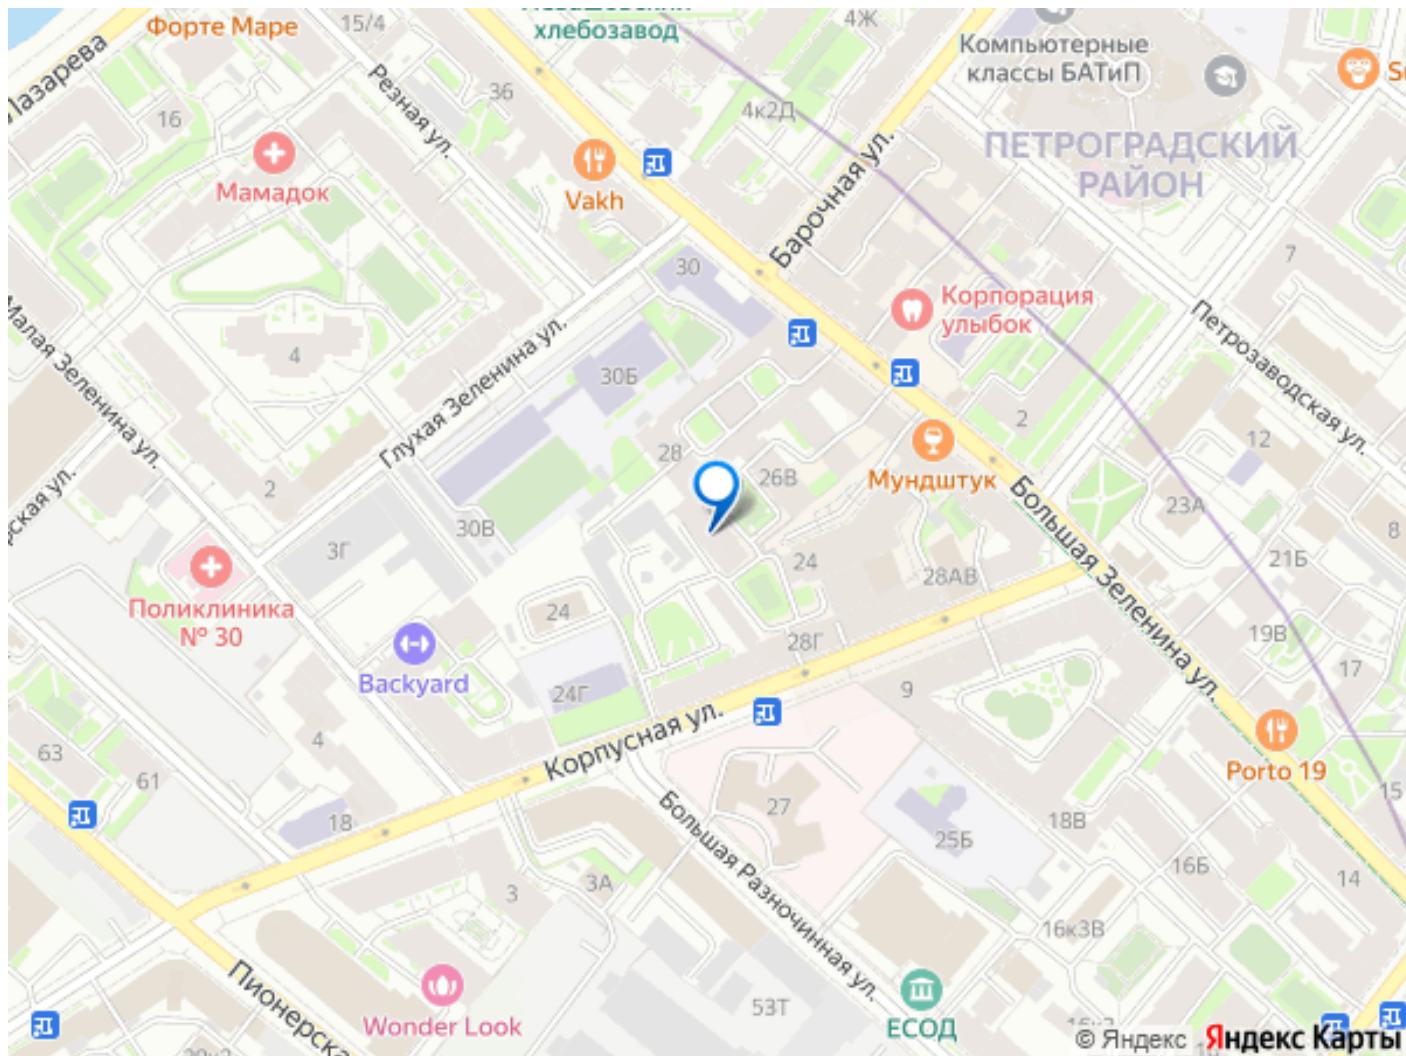 хлебозавод
Форте Маре
15/4
4Ж
Лазарева
Резная ул.
36
16
4к2Д
Компьютерные
классы БАТиП
ПЕТРОГРАДСКИЙ
РАЙОН
Мамадок
Vakh
Барочная ул.
30
7
Корпорация
улыбок
Петрозаводская ул.
Малая Зеленина ул.
4
Глухая Зеленина ул.
30Б
2
12
28
26В
Мундштук
Большая Зеленина ул.
2
30В
3Г
23А
8
21Б
24
28АВ
Поликлиника
№ 30
24
Backyard
24Г
28Г
19В
17
9
Корпусная ул.
63
61
4
18
Porto 19
15
27
Большая Разночинная ул.
25Б
18В
16Б
14
3
3А
16к3В
Пионерска
Wonder Look
53Т
ЕСОД
© Яндекс
Яндекс Карты